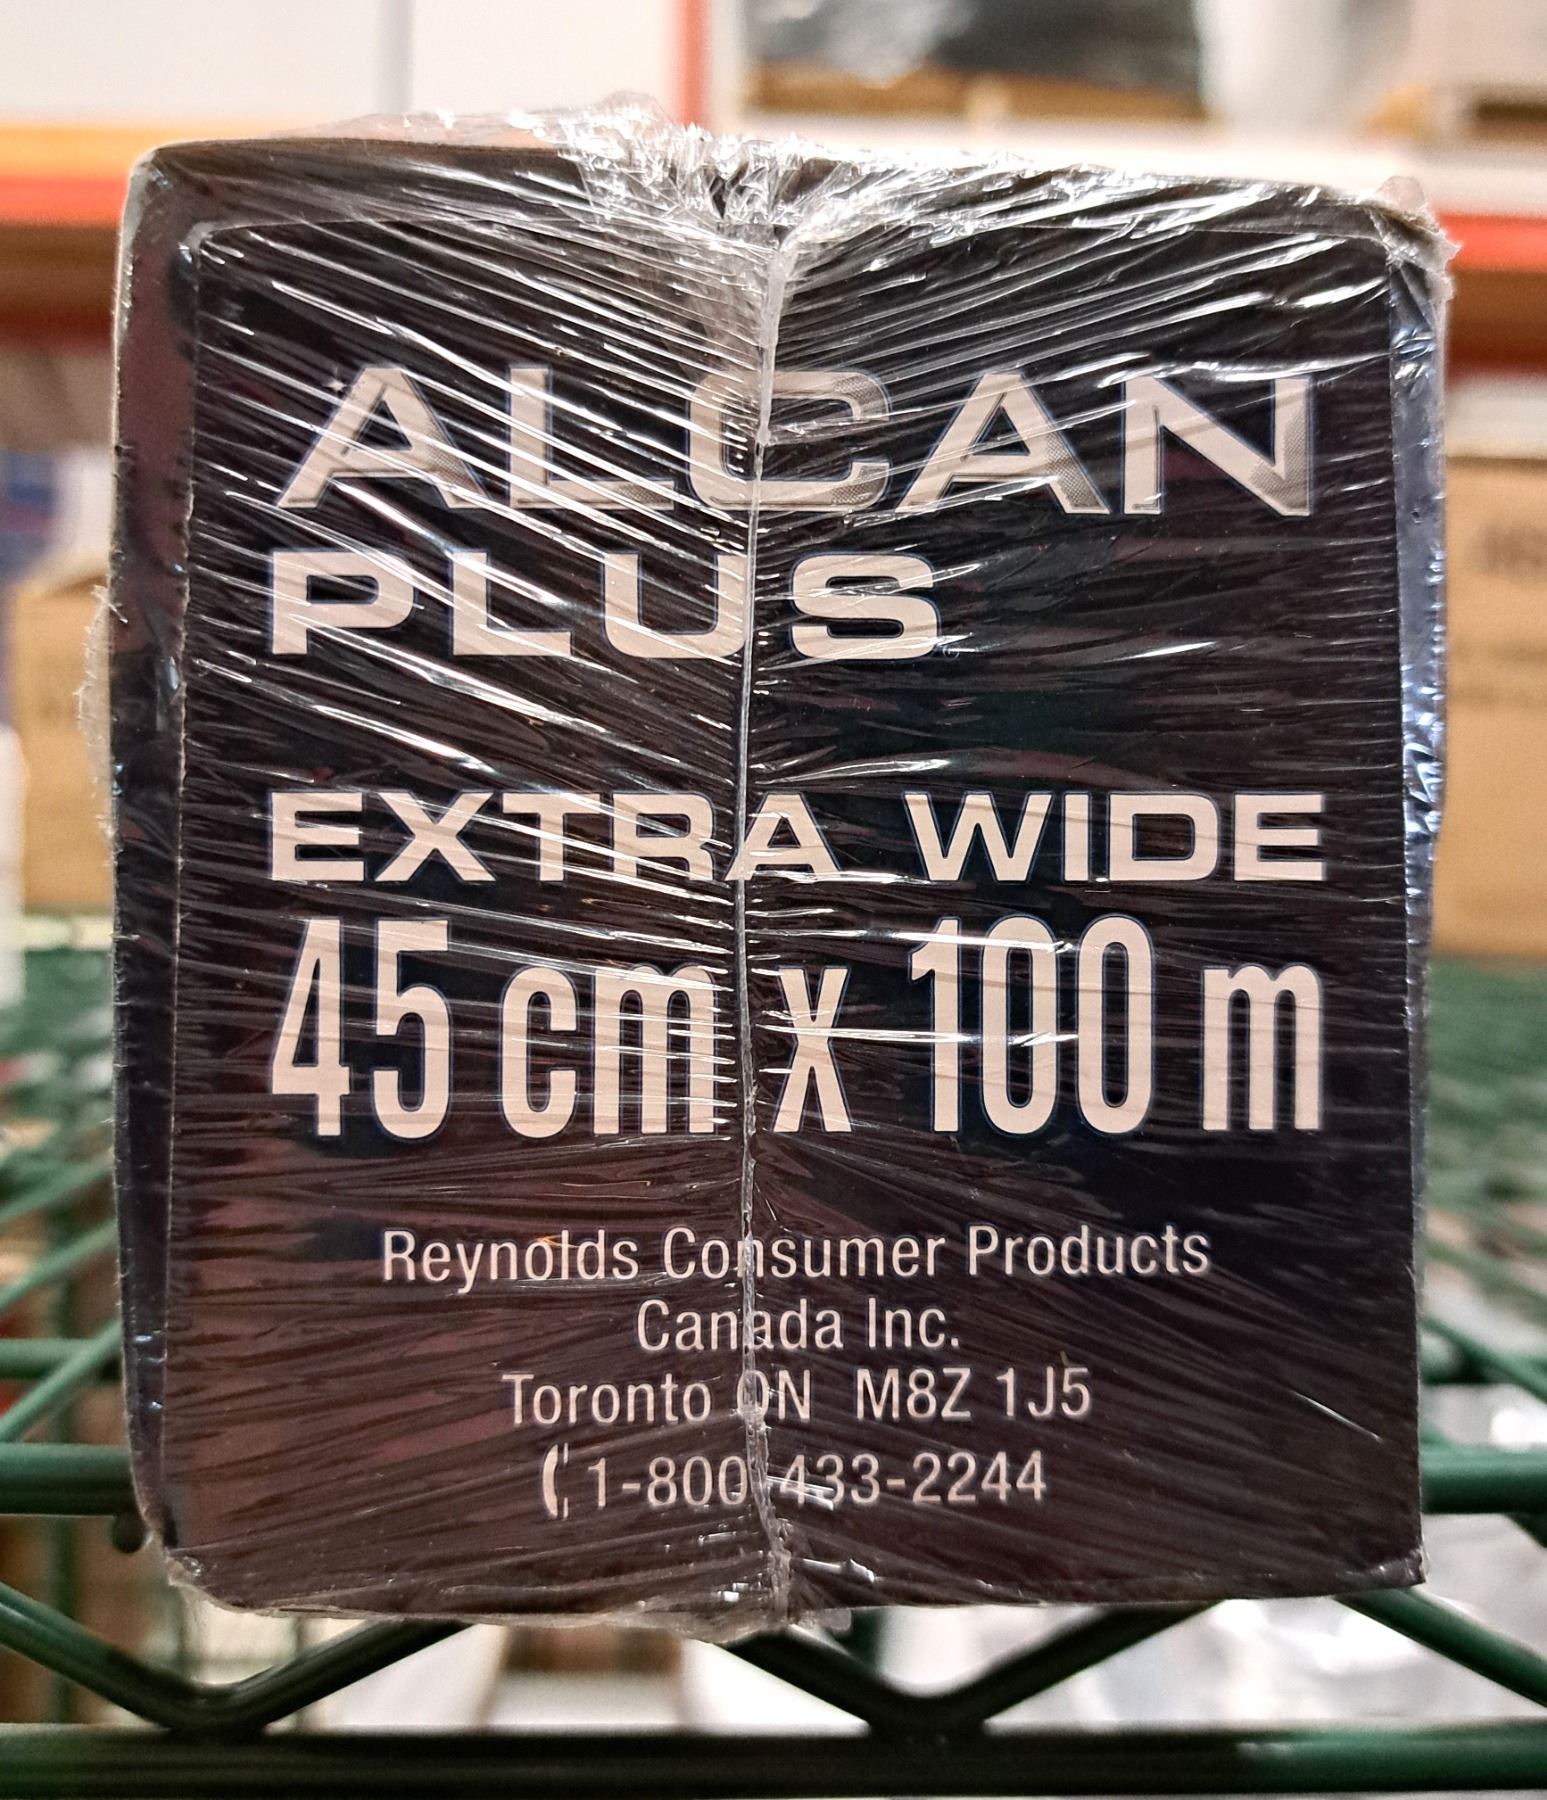 ALCAN
PLUS
EXTRA WIDE
45 cm x 100 m
Reynolds Consumer Products
Canada Inc.
Toronto ON M8Z 1J5
1-800-433-2244